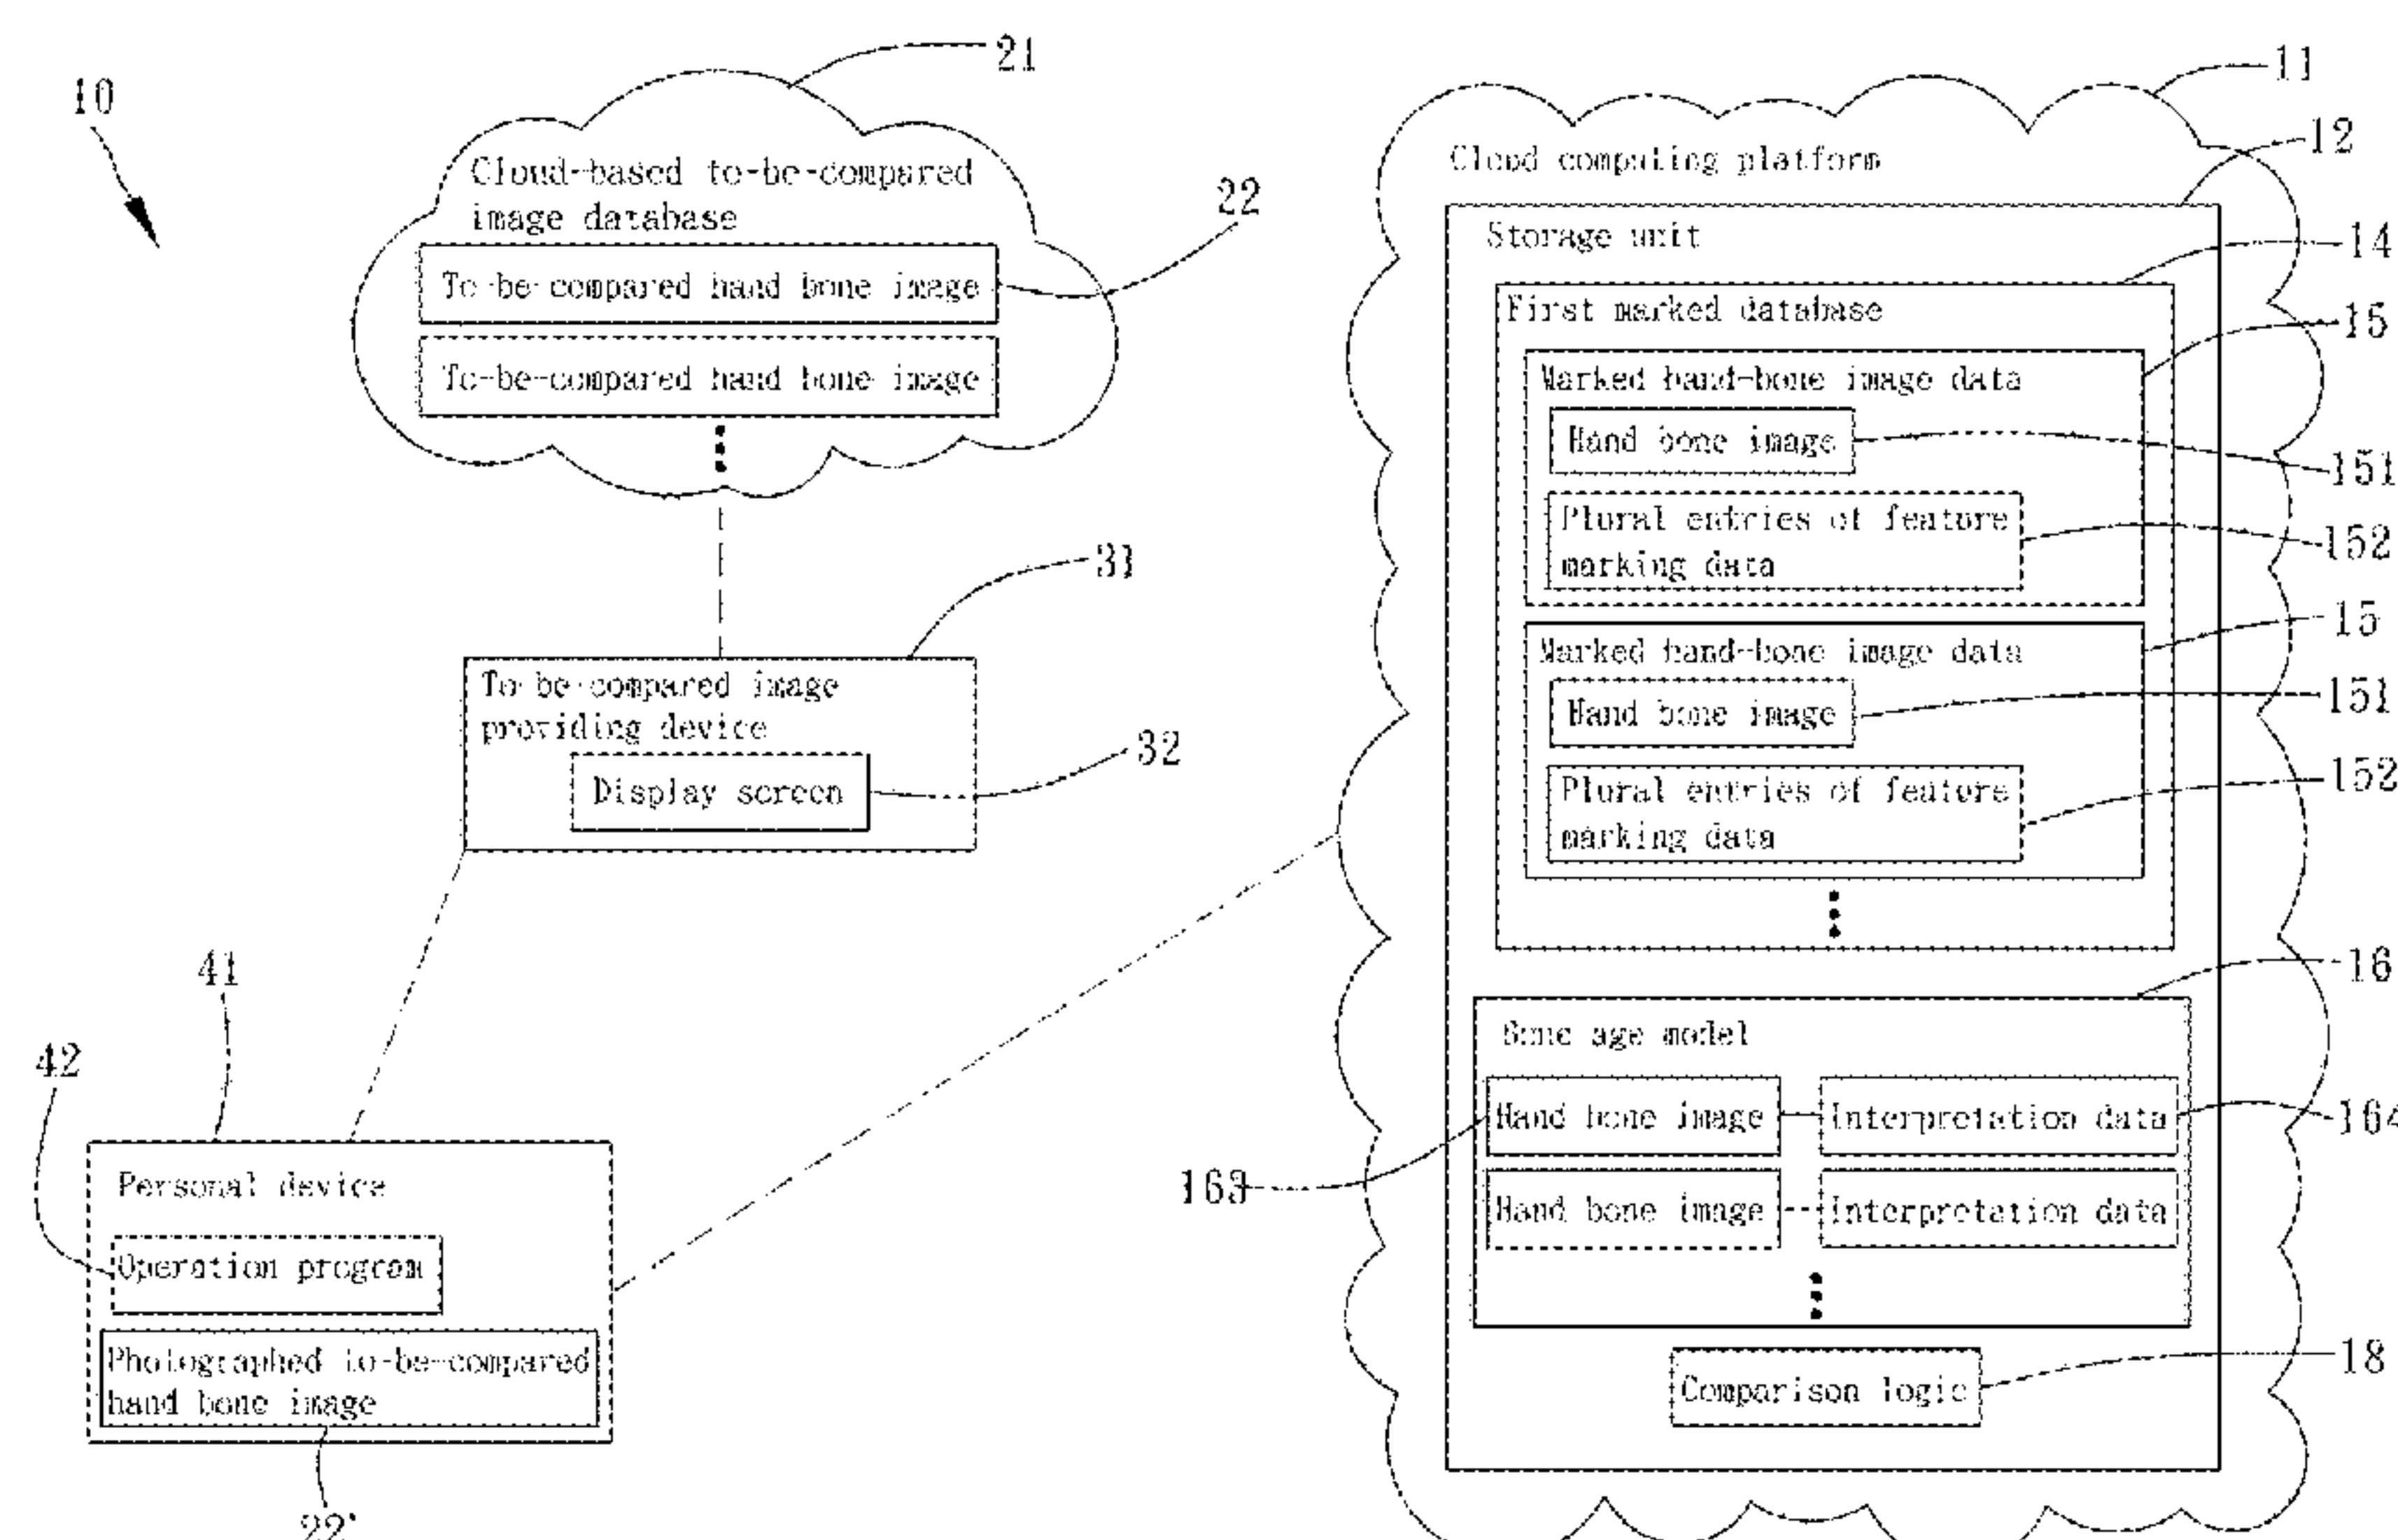 10
21
Cloud-based to-be-compared
image database
22
To-be-compared hand bone image
To-be-compared hand bone image
31
To-be-compared image
providing device
Display screen
32
41
42
Personal device
Operation program
Photographed to-be-compared
hand bone image
22'
11
Cloud computing platform
12
Storage unit
14
First marked database
15
Marked hand-bone image data
Hand bone image
151
Plural entries of feature
marking data
152
15
Marked hand-bone image data
Hand bone image
151
Plural entries of feature
marking data
152
16
Bone age model
Hand bone image
Interpretation data
164
163
Hand bone image
Interpretation data
Comparison logic
18